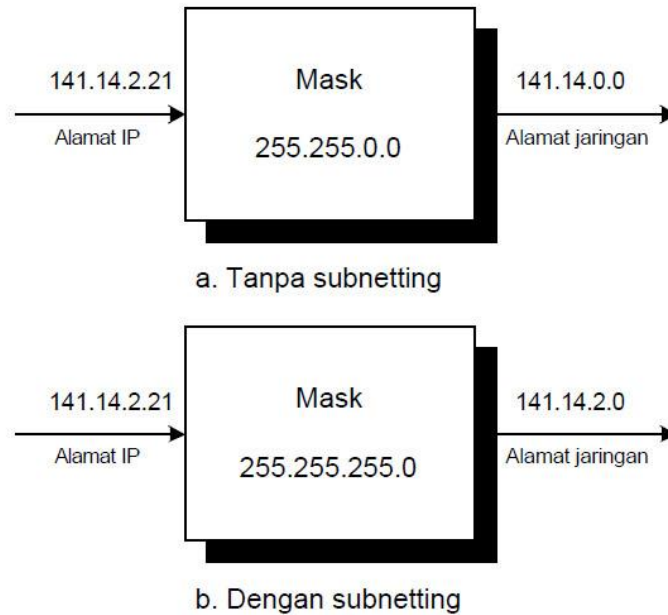 141.14.2.21
Alamat IP
Mask
255.255.0.0
141.14.0.0
Alamat jaringan
a. Tanpa subnetting
141.14.2.21
Alamat IP
Mask
255.255.255.0
141.14.2.0
Alamat jaringan
b. Dengan subnetting